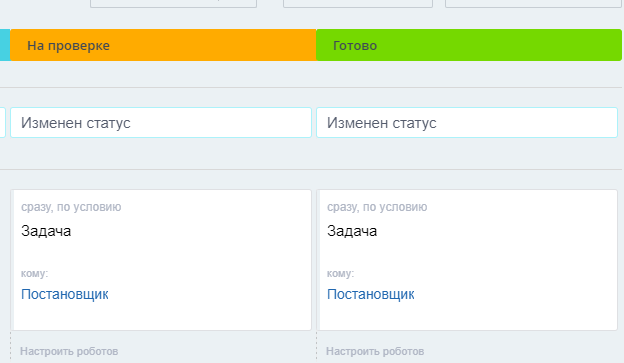 На проверке
Готово
Изменен статус
Изменен статус
сразу, по условию
Задача
кому:
Постановщик
Настроить роботов
сразу, по условию
Задача
кому:
Постановщик
Настроить роботов